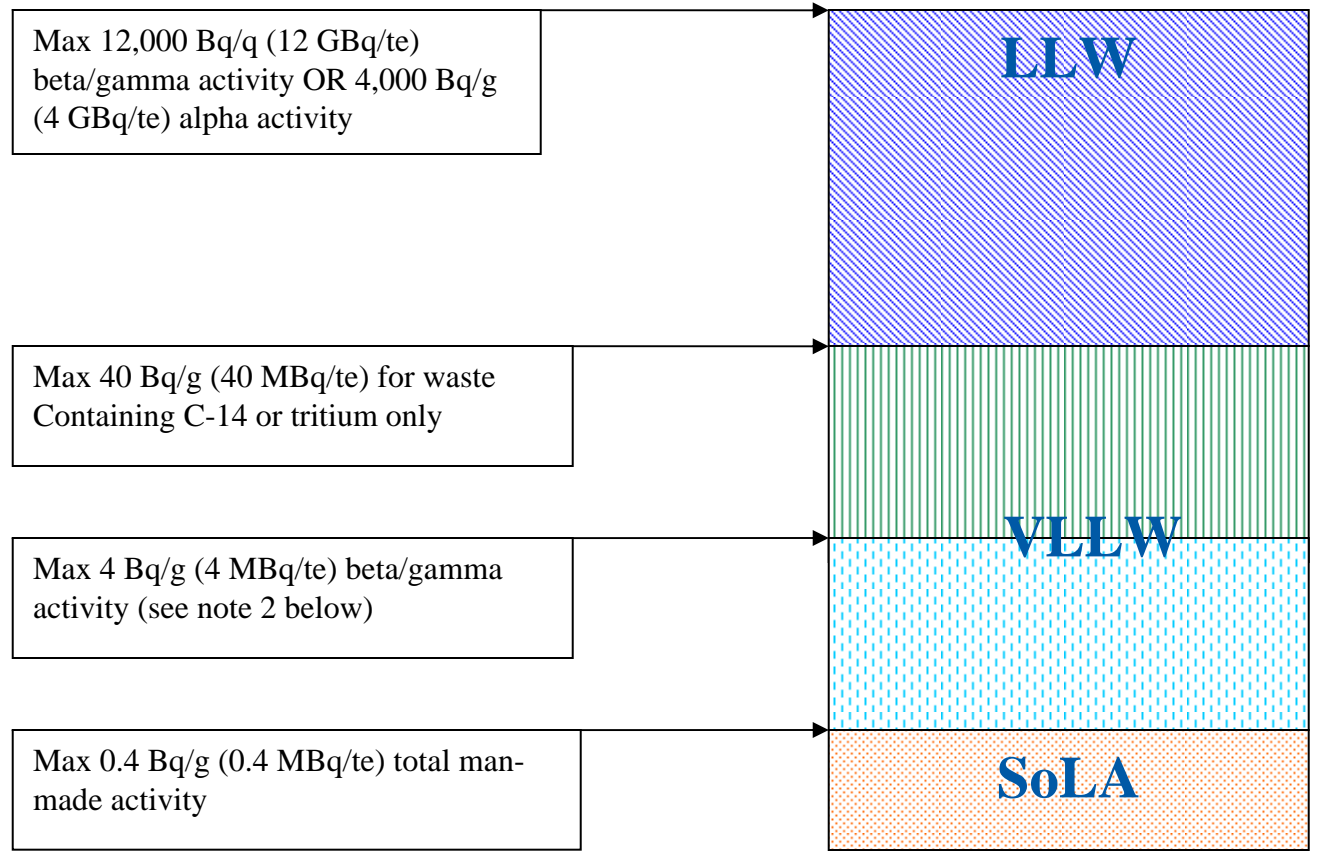 Max 12,000 Bq/q (12 GBq/te)
beta/gamma activity OR 4,000 Bq/g
(4 GBq/te) alpha activity
LLW
Max 40 Bq/g (40 MBq/te) for waste
Containing C-14 or tritium only
VLLW
Max 4 Bq/g (4 MBq/te) beta/gamma
activity (see note 2 below)
Max 0.4 Bq/g (0.4 MBq/te) total man-
made activity
SoLA